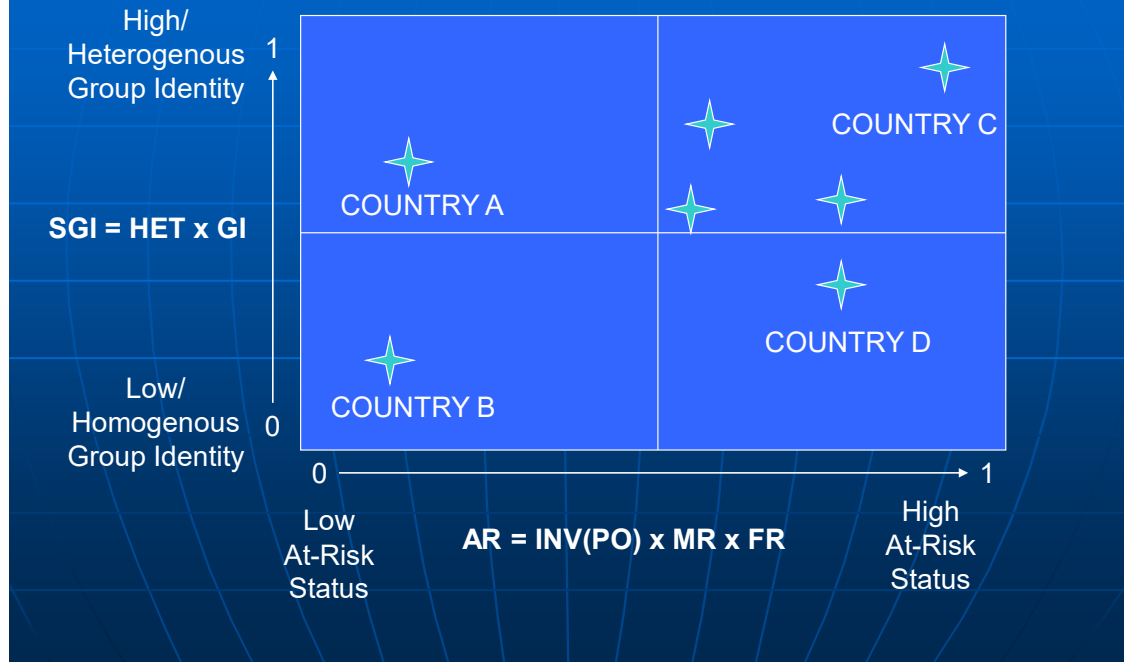 High/
Heterogenous
Group Identity
1
COUNTRY C
COUNTRY A
SGI = HET x GI
COUNTRY D
Low/
Homogenous
Group Identity
0
COUNTRY B
0
1
Low
At-Risk
Status
AR = INV(PO) x MR x FR
High
At-Risk
Status